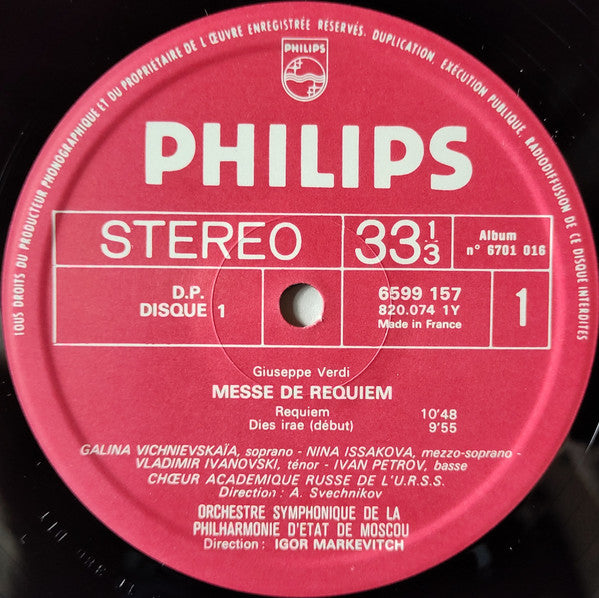 TOUS DROITS DU PRODUCTEUR PHONOGRAPHIQUE ET DU PROPRIÉTAIRE DE L'ŒUVRE ENREGISTRÉE RÉSERVÉS. DUPLICATION, EXÉCUTION PUBLIQUE, RADIODIFFUSION DE CE DISQUE INTERDITES
PHILIPS
PHILIPS
STEREO
33 1/3
Album
n° 6701 016
D.P.
DISQUE 1
6599 157
820.074 1Y
Made in France
1
Giuseppe Verdi
MESSE DE REQUIEM
Requiem 10'48
Dies irae (début) 9'55
GALINA VICHNIEVSKAÏA, soprano - NINA ISSAKOVA, mezzo-soprano -
VLADIMIR IVANOVSKI, ténor - IVAN PETROV, basse
CHŒUR ACADEMIQUE RUSSE DE L'U.R.S.S.
Direction : A. Svechnikov
ORCHESTRE SYMPHONIQUE DE LA
PHILHARMONIE D'ETAT DE MOSCOU
Direction : IGOR MARKEVITCH